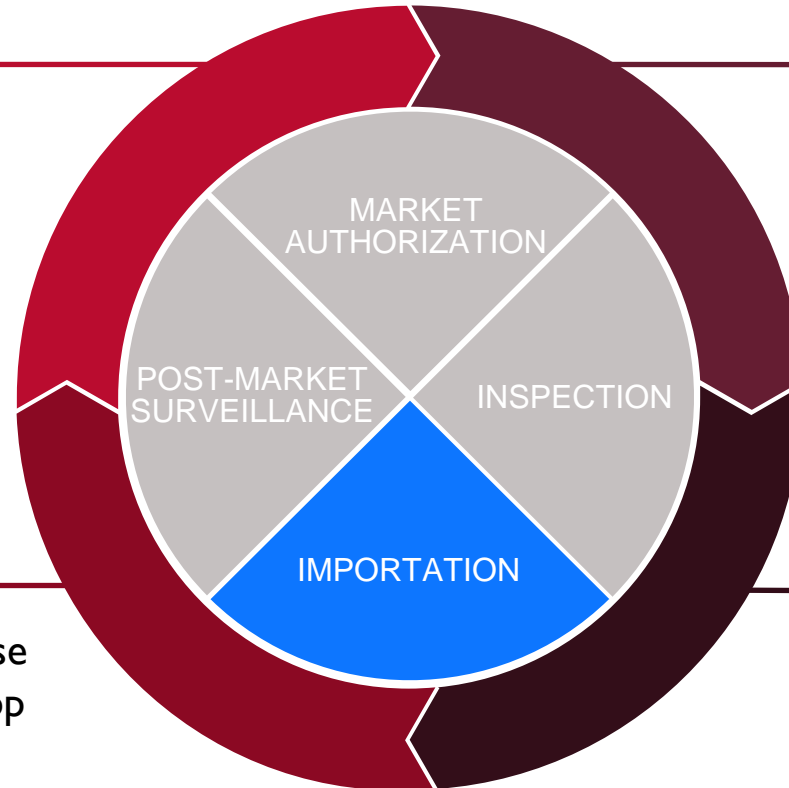 MARKET
AUTHORIZATION
POST-MARKET
SURVEILLANCE
INSPECTION
IMPORTATION